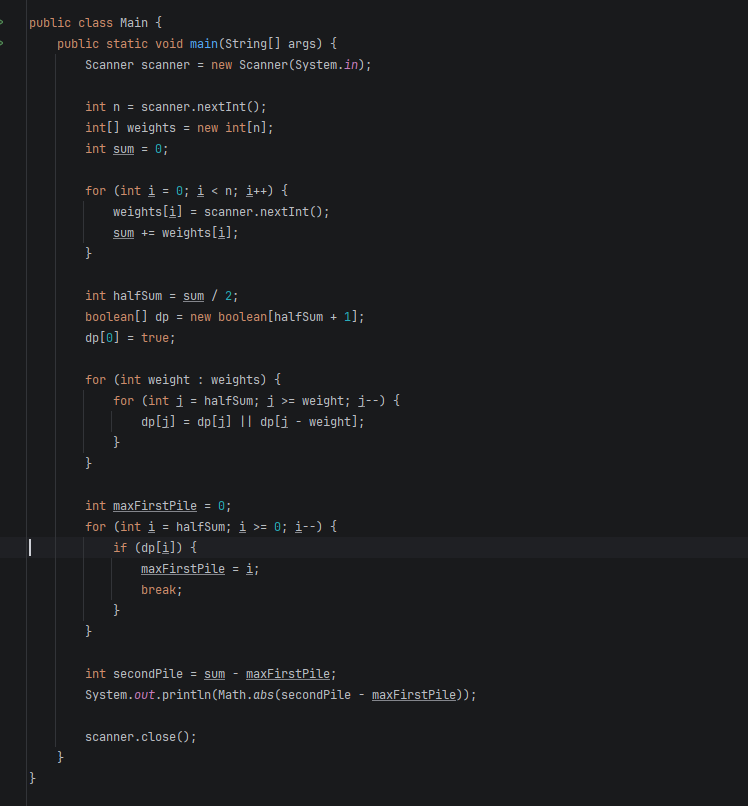 public class Main {
    public static void main(String[] args) {
        Scanner scanner = new Scanner(System.in);

        int n = scanner.nextInt();
        int[] weights = new int[n];
        int sum = 0;

        for (int i = 0; i < n; i++) {
            weights[i] = scanner.nextInt();
            sum += weights[i];
        }

        int halfSum = sum / 2;
        boolean[] dp = new boolean[halfSum + 1];
        dp[0] = true;

        for (int weight : weights) {
            for (int j = halfSum; j >= weight; j--) {
                dp[j] = dp[j] || dp[j - weight];
            }
        }

        int maxFirstPile = 0;
        for (int i = halfSum; i >= 0; i--) {
            if (dp[i]) {
                maxFirstPile = i;
                break;
            }
        }

        int secondPile = sum - maxFirstPile;
        System.out.println(Math.abs(secondPile - maxFirstPile));

        scanner.close();
    }
}